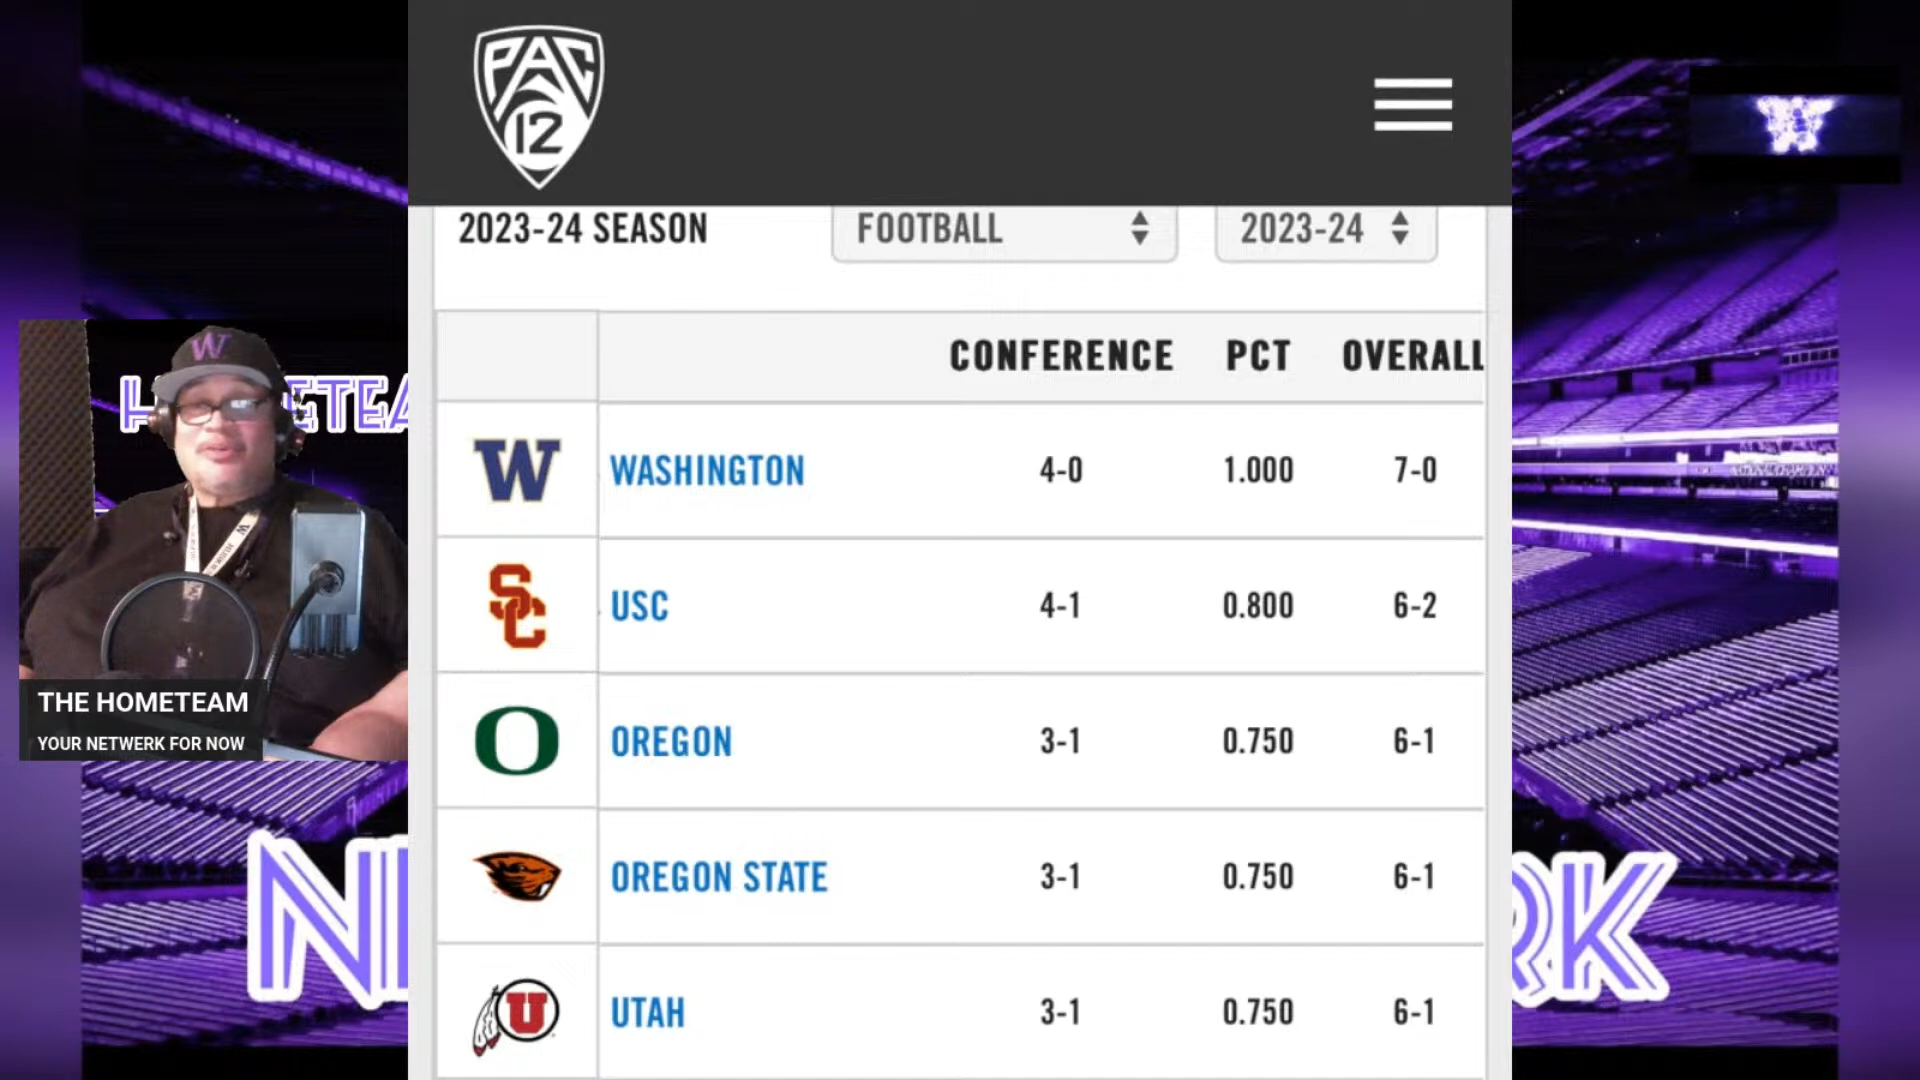 PAC
12
2023-24 SEASON
FOOTBALL
2023-24
CONFERENCE PCT OVERALL
W WASHINGTON 4-0 1.000 7-0
SC USC 4-1 0.800 6-2
O OREGON 3-1 0.750 6-1
OREGON STATE 3-1 0.750 6-1
U UTAH 3-1 0.750 6-1
W
W
THE HOMETEAM
YOUR NETWERK FOR NOW